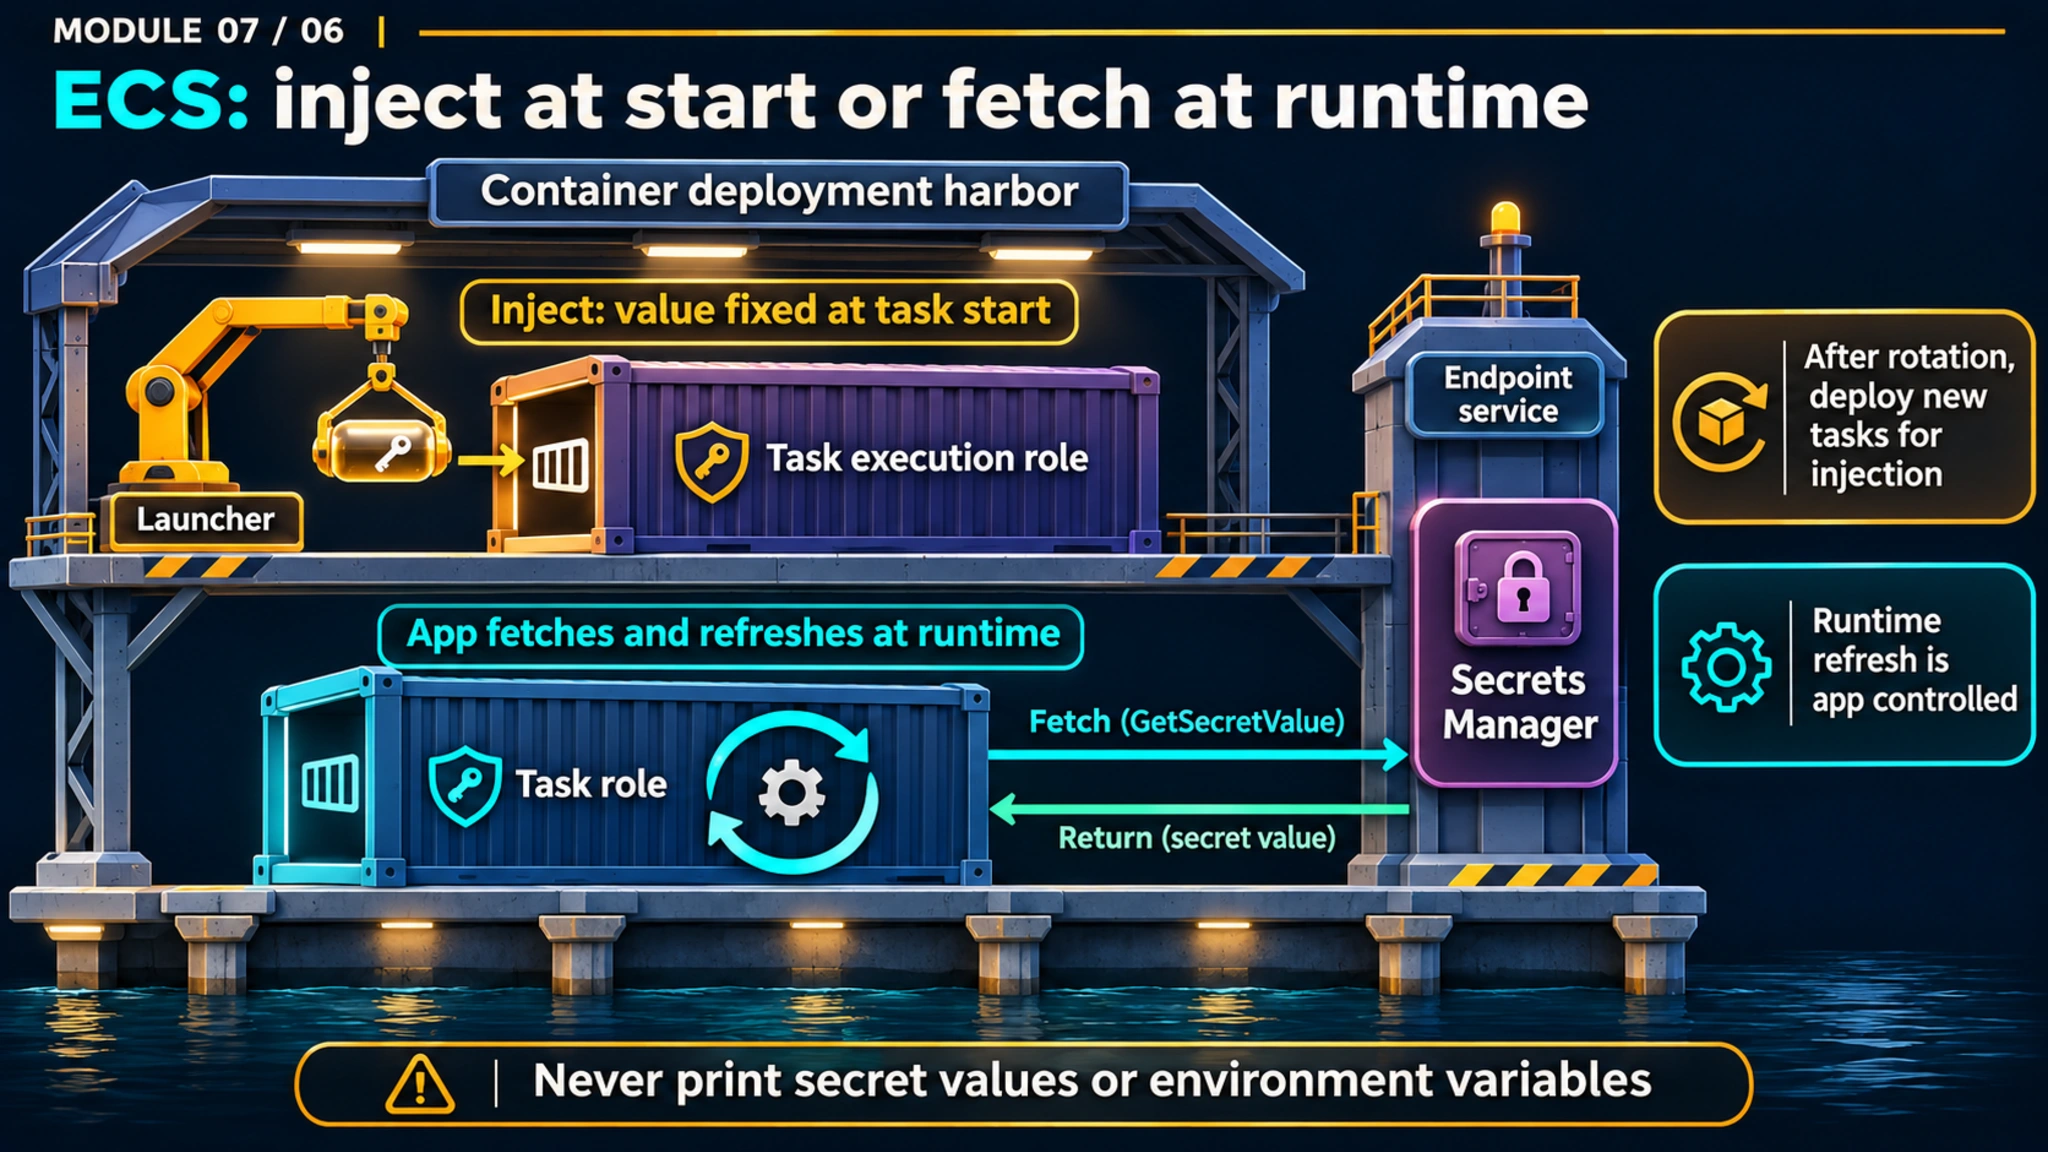 MODULE 07 / 06
ECS: inject at start or fetch at runtime
Container deployment harbor
Inject: value fixed at task start
Launcher
Task execution role
App fetches and refreshes at runtime
Task role
Fetch (GetSecretValue)
Return (secret value)
Endpoint
service
Secrets
Manager
After rotation,
deploy new
tasks for
injection
Runtime
refresh is
app controlled
Never print secret values or environment variables